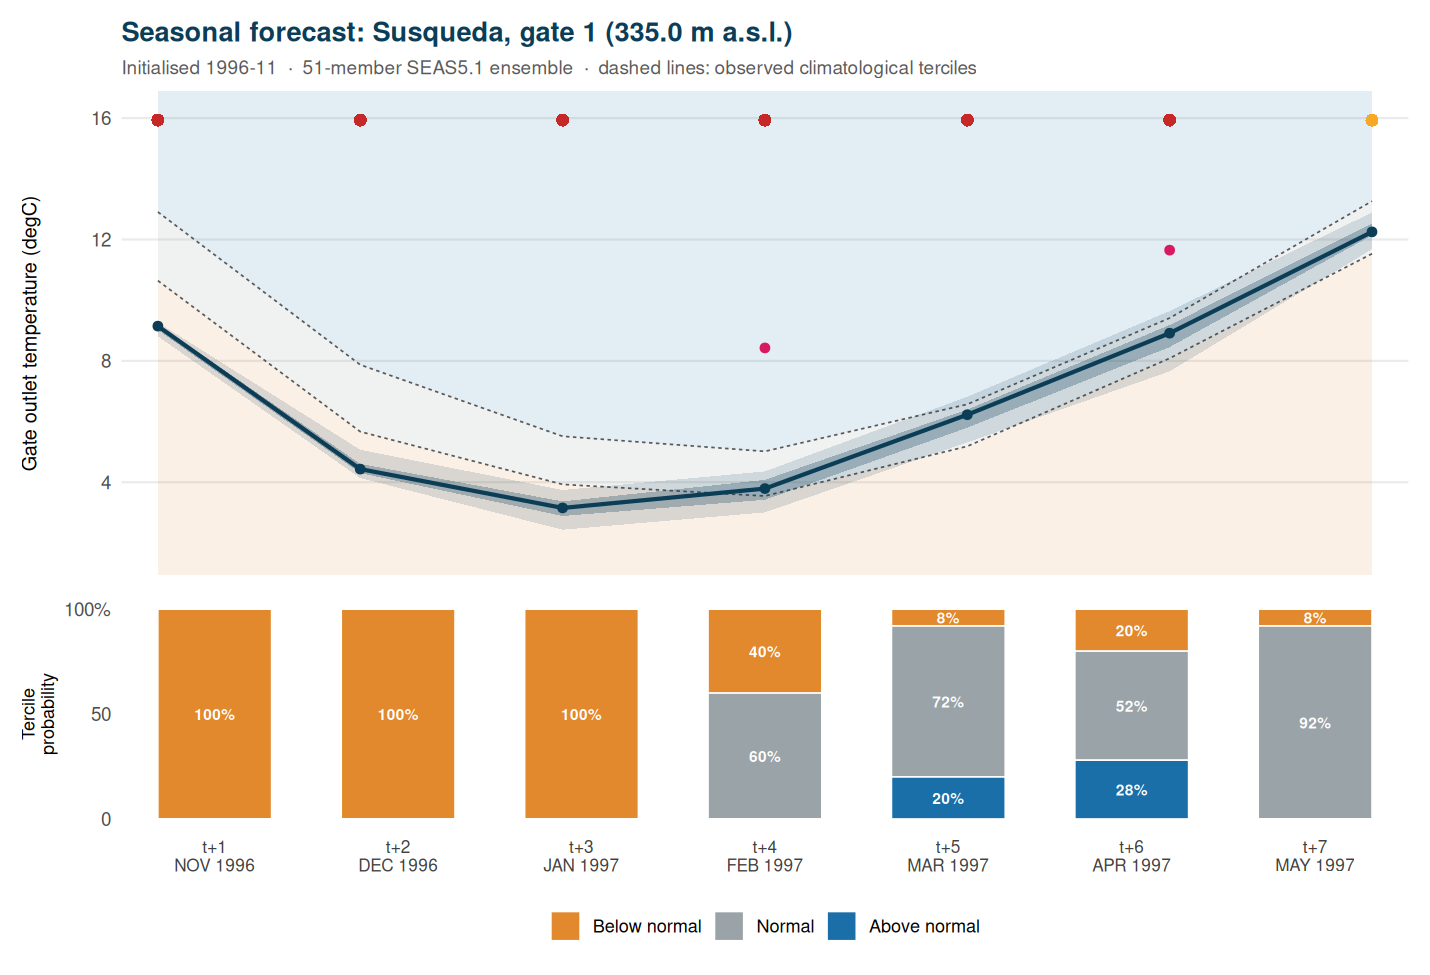 Seasonal forecast: Susqueda, gate 1 (335.0 m a.s.l.)
Initialised 1996-11 · 51-member SEAS5.1 ensemble · dashed lines: observed climatological terciles
Gate outlet temperature (degC)
16
12
8
4
Tercile
probability
100%
50
0
100%
100%
100%
40%
60%
8%
72%
20%
20%
52%
28%
8%
92%
t+1
NOV 1996
t+2
DEC 1996
t+3
JAN 1997
t+4
FEB 1997
t+5
MAR 1997
t+6
APR 1997
t+7
MAY 1997
Below normal
Normal
Above normal